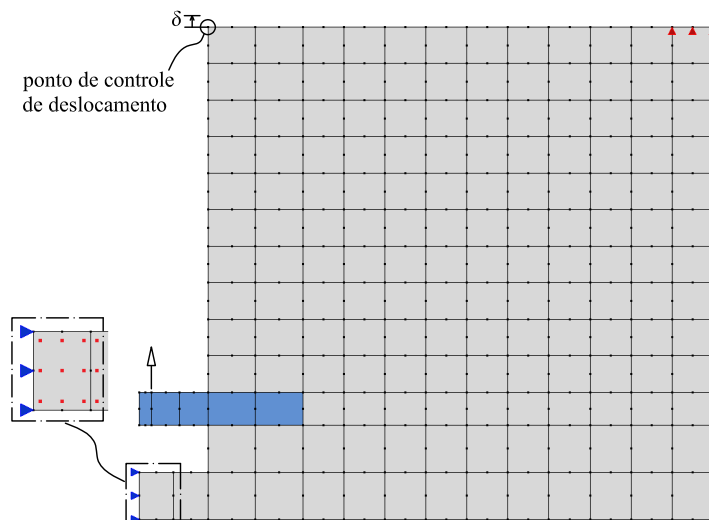 δ
ponto de controle
de deslocamento